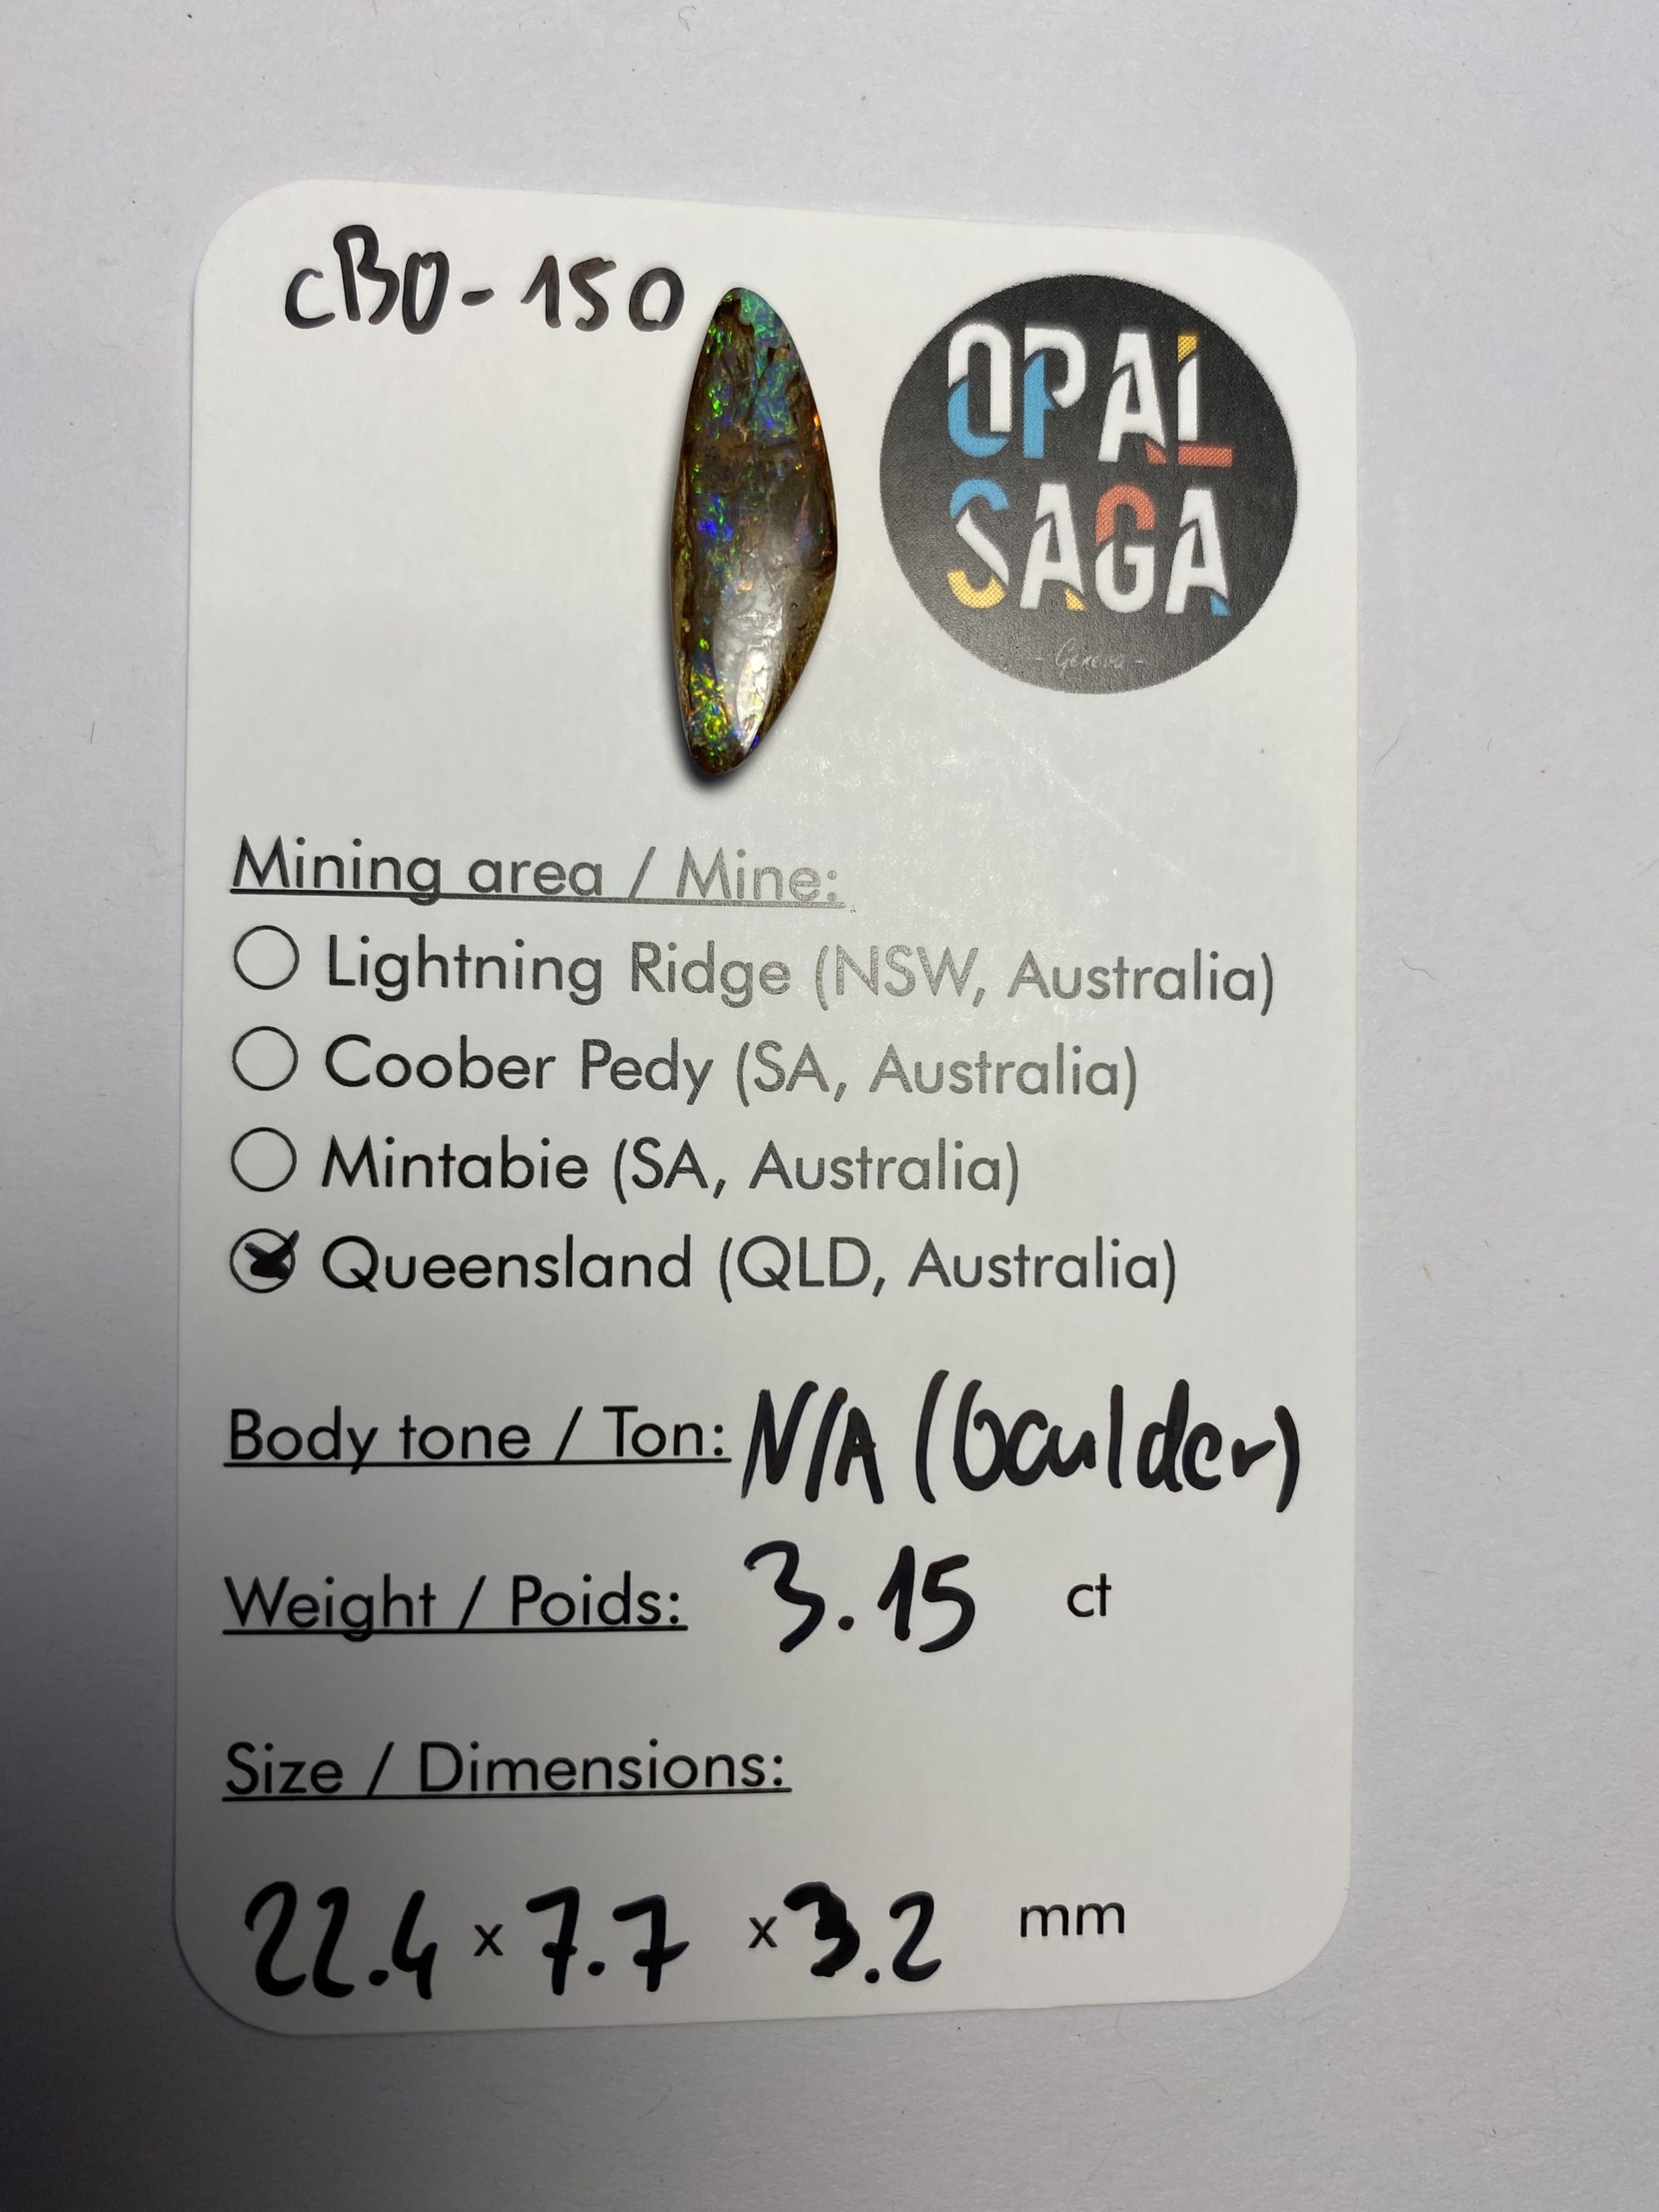 cBO-150
OPAL
SAGA
- Geneva -
Mining area / Mine:
Lightning Ridge (NSW, Australia)
Coober Pedy (SA, Australia)
Mintabie (SA, Australia)
Queensland (QLD, Australia)
Body tone / Ton: N/A (boulder)
Weight / Poids: 3.15 ct
Size / Dimensions:
22.4 x 7.7 x 3.2 mm